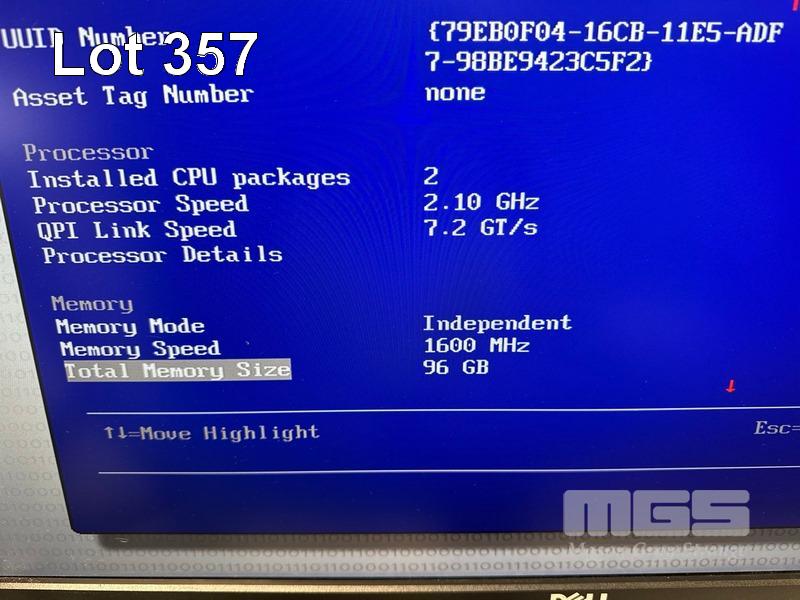 Lot 357
UUID Number {79EB0F04-16CB-11E5-ADF
7-98BE9423C5F2}
Asset Tag Number none
Processor
Installed CPU packages 2
Processor Speed 2.10 GHz
QPI Link Speed 7.2 GT/s
Processor Details
Memory
Memory Mode Independent
Memory Speed 1600 MHz
Total Memory Size 96 GB
↓
↑↓=Move Highlight Esc=
MGS
DELL